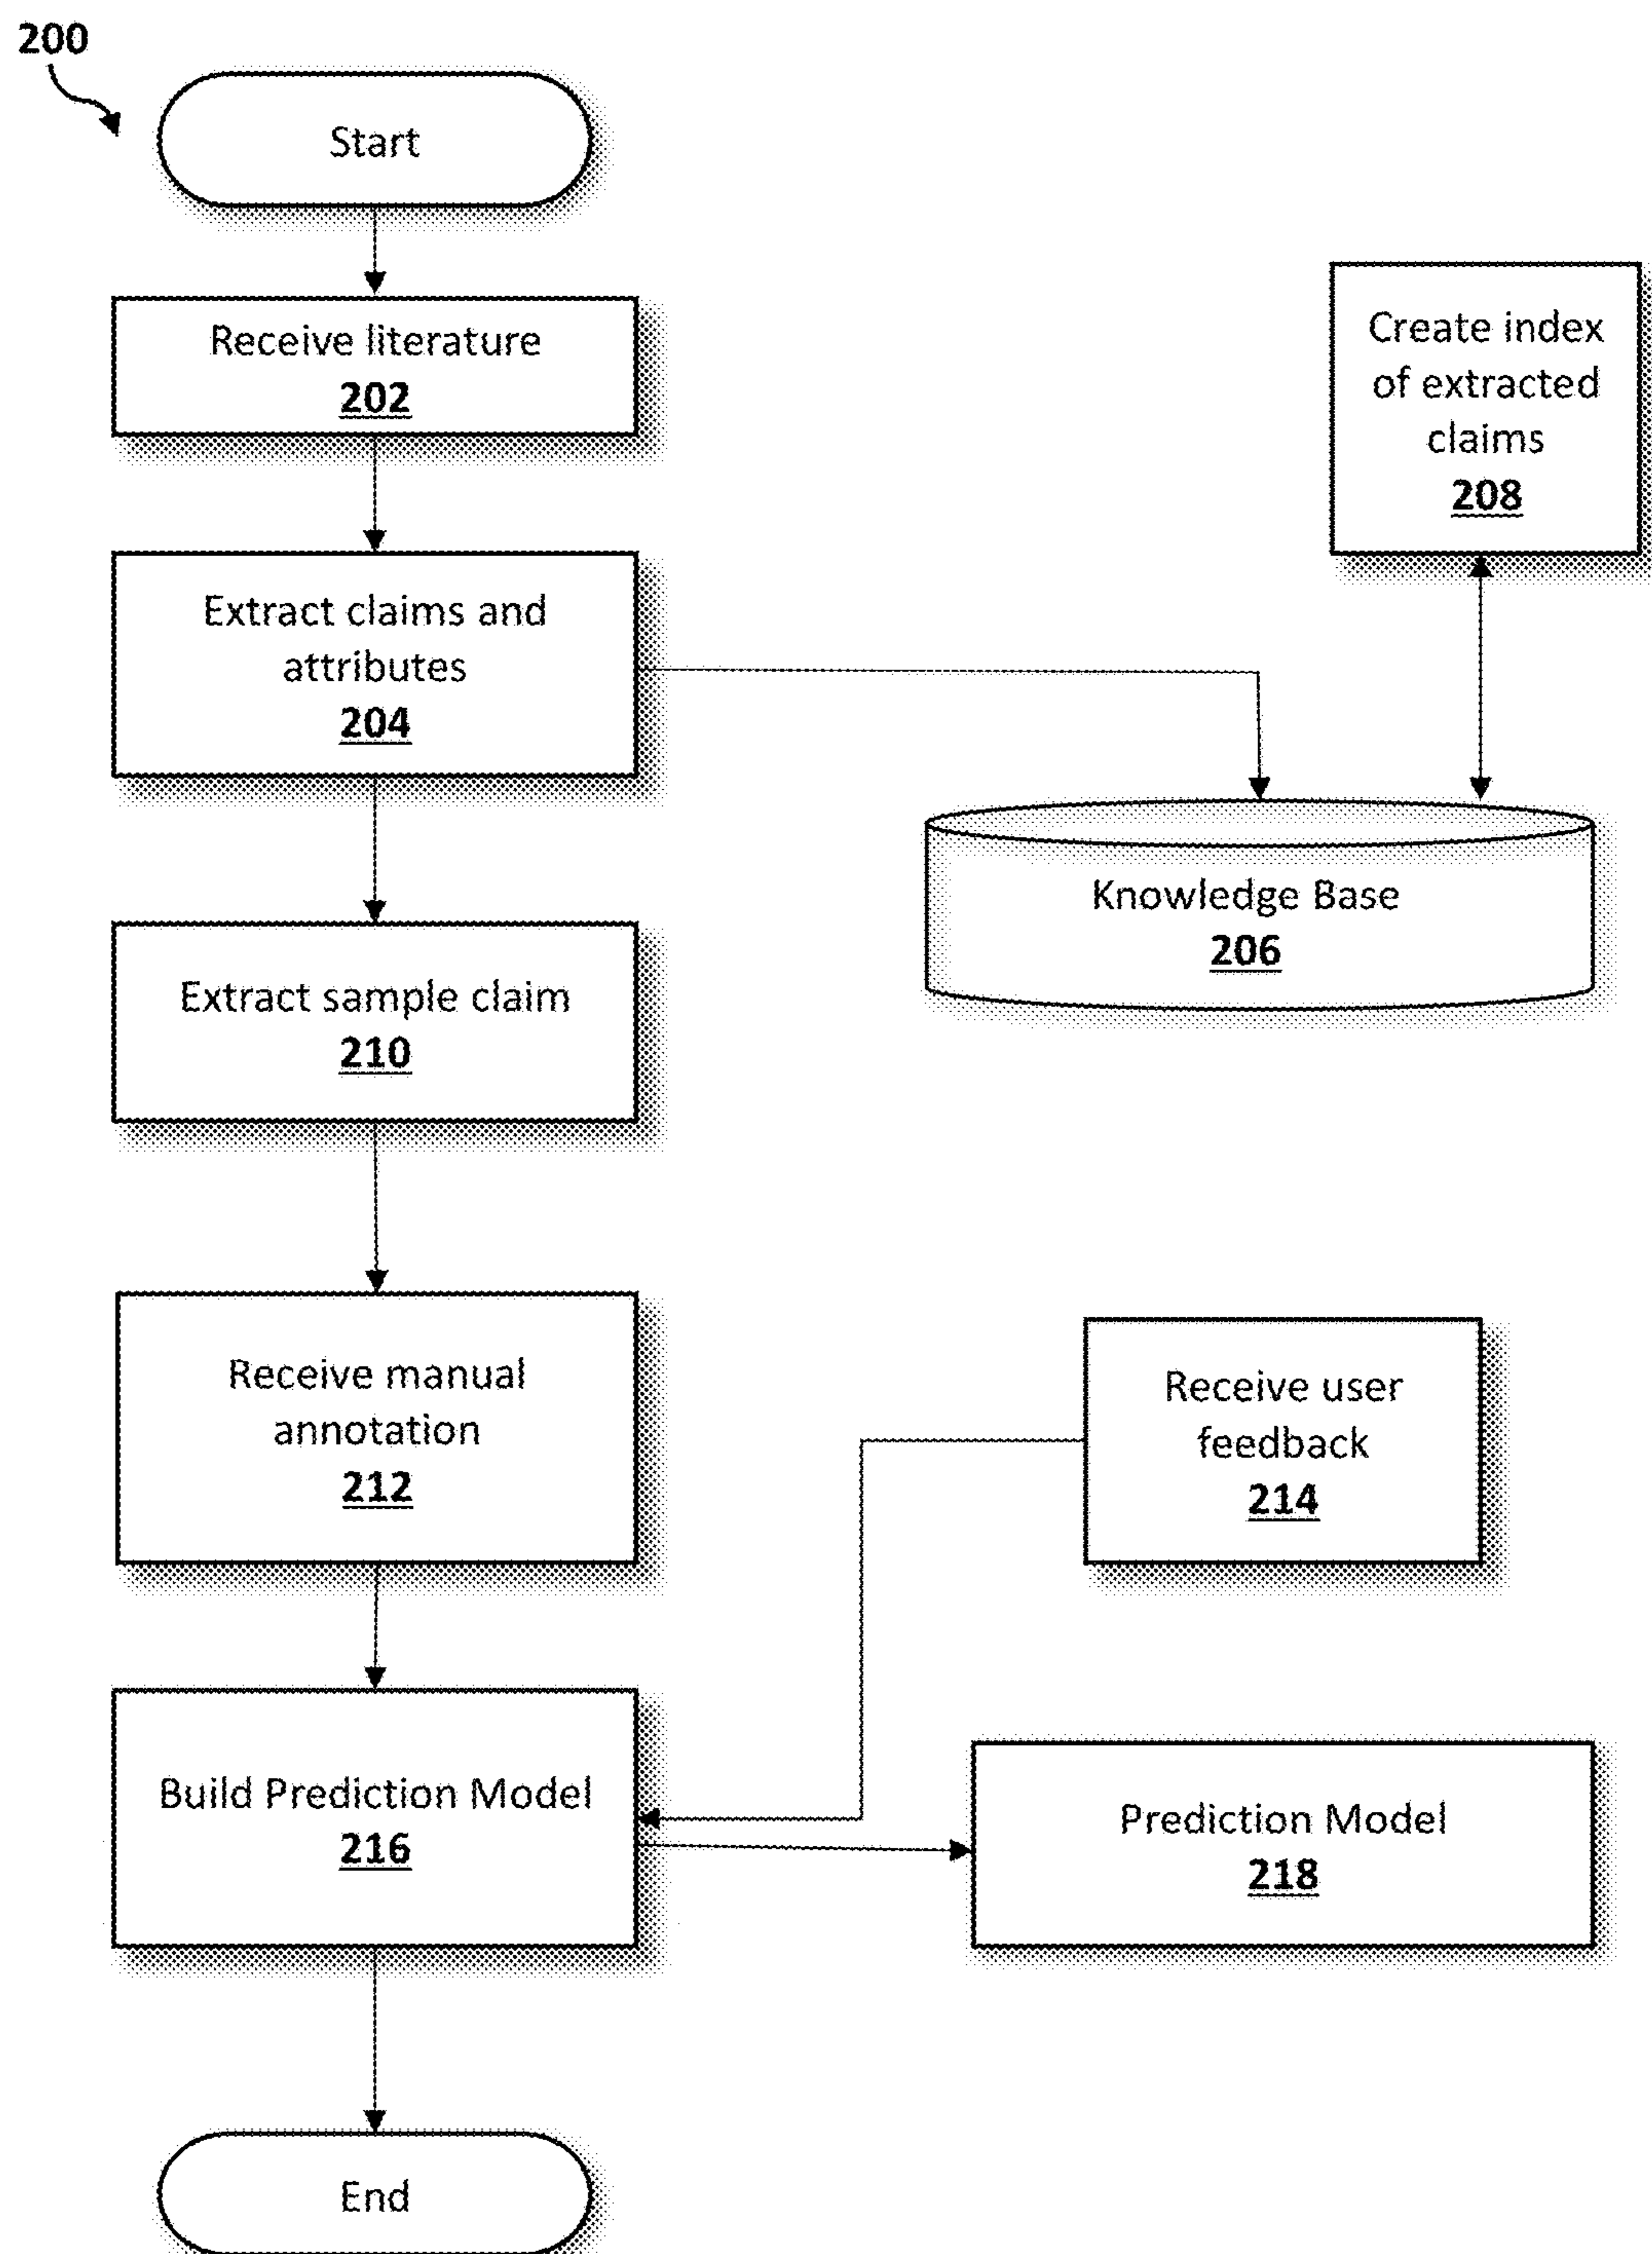 200
Start
Receive literature
202
Create index
of extracted
claims
208
Extract claims and
attributes
204
Knowledge Base
206
Extract sample claim
210
Receive manual
annotation
212
Receive user
feedback
214
Build Prediction Model
216
Prediction Model
218
End